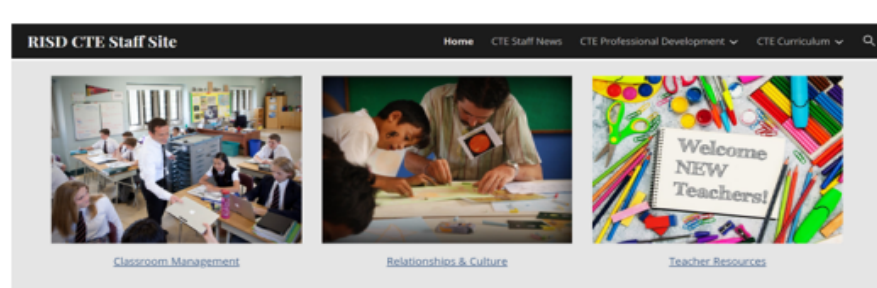 RISD CTE Staff Site
Home CTE Staff News CTE Professional Development CTE Curriculum
Welcome
NEW
Teachers!
Classroom Management
Relationships & Culture
Teacher Resources